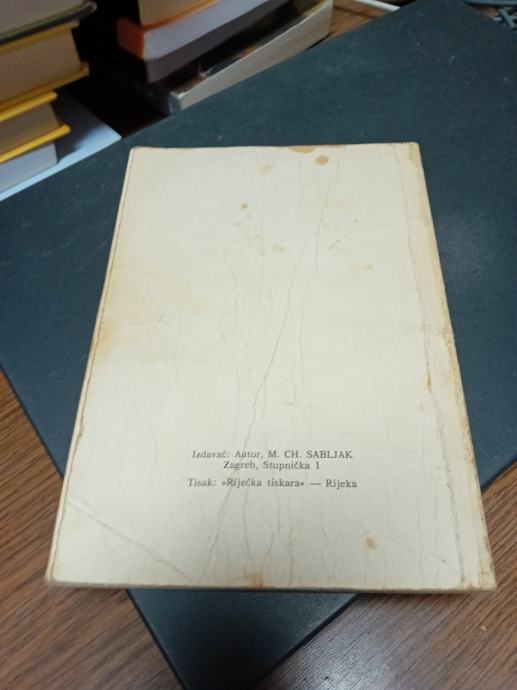 Izdavač: Autor, M. CH. SABLJAK
Zagreb, Stupnička 1
Tisak: »Riječka tiskara« — Rijeka